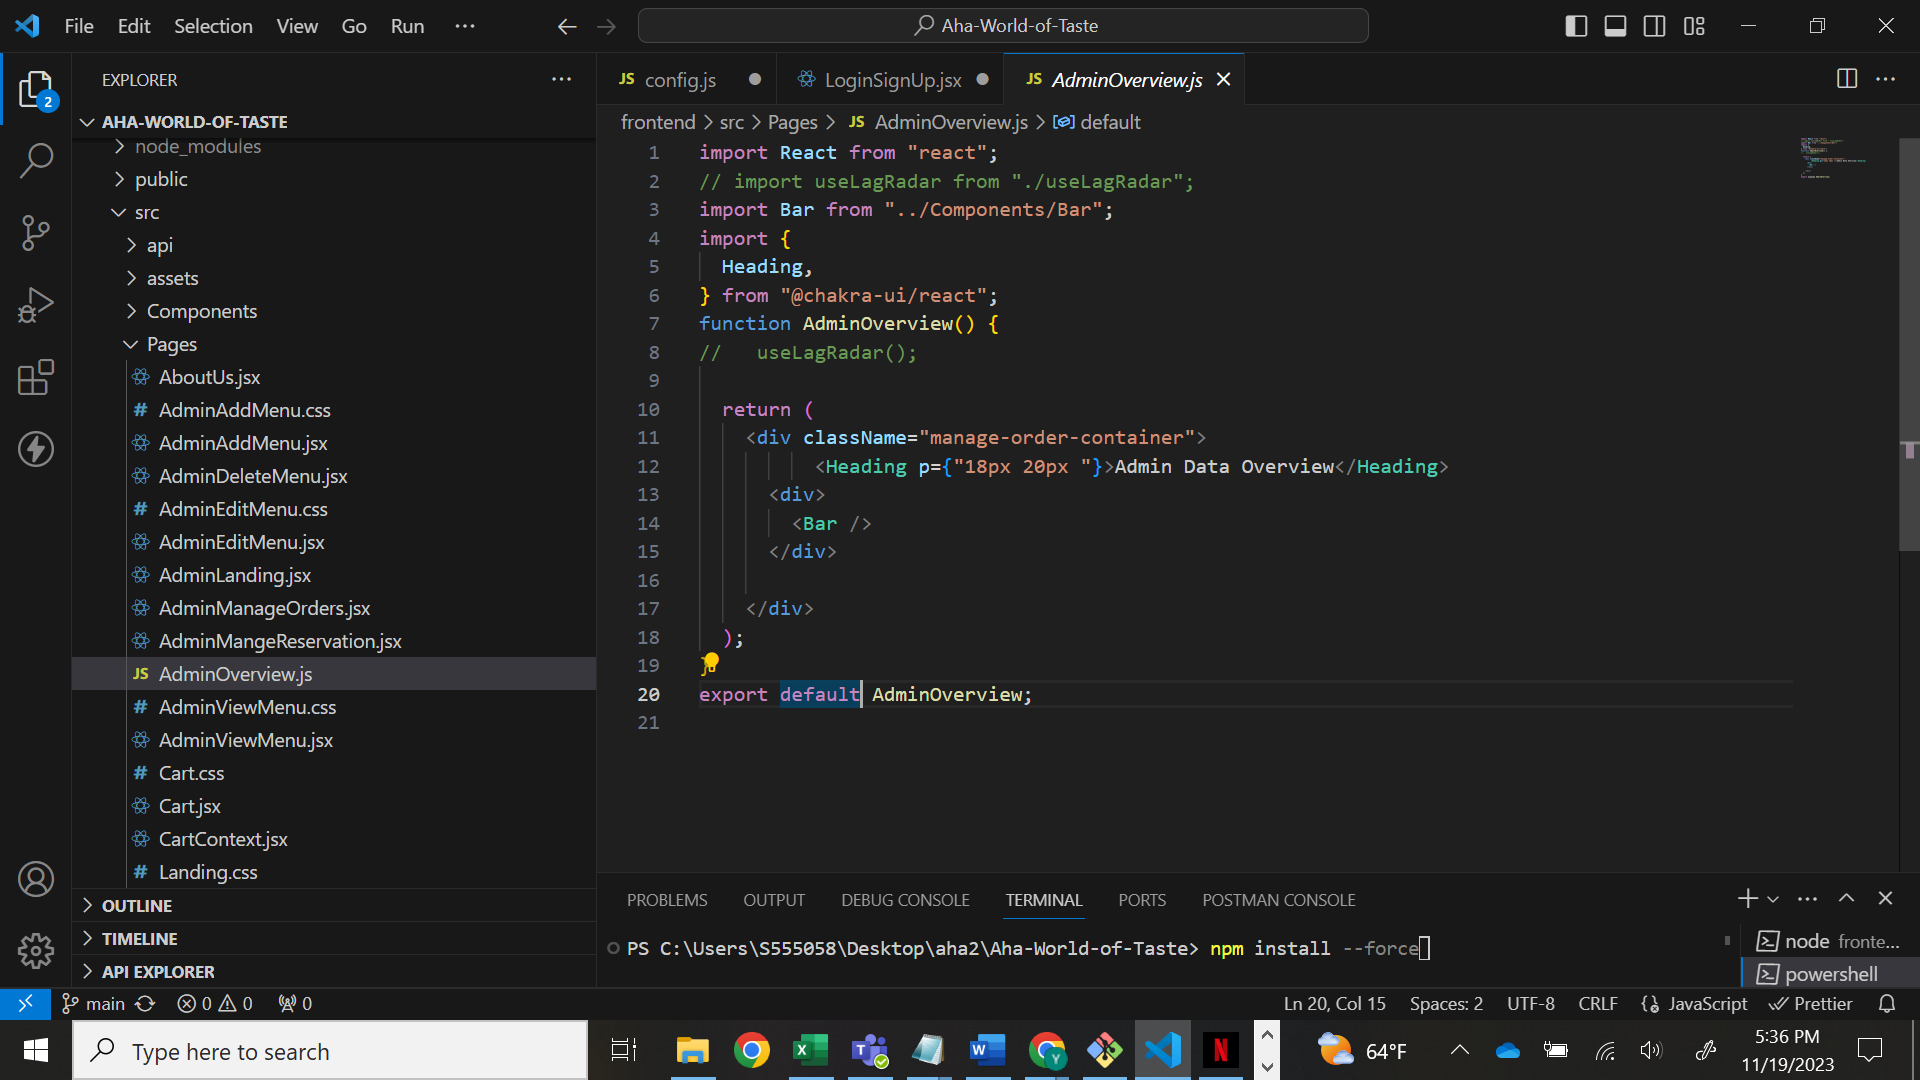 File Edit Selection View Go Run ···
Aha-World-of-Taste
EXPLORER
2
AHA-WORLD-OF-TASTE
node_modules
public
src
api
assets
Components
Pages
AboutUs.jsx
# AdminAddMenu.css
AdminAddMenu.jsx
AdminDeleteMenu.jsx
# AdminEditMenu.css
AdminEditMenu.jsx
AdminLanding.jsx
AdminManageOrders.jsx
AdminMangeReservation.jsx
JS AdminOverview.js
# AdminViewMenu.css
AdminViewMenu.jsx
# Cart.css
Cart.jsx
CartContext.jsx
# Landing.css
OUTLINE
TIMELINE
API EXPLORER
JS config.js
LoginSignUp.jsx
JS AdminOverview.js
frontend > src > Pages > JS AdminOverview.js > default
1 import React from "react";
2 // import useLagRadar from "./useLagRadar";
3 import Bar from "../Components/Bar";
4 import {
5 Heading,
6 } from "@chakra-ui/react";
7 function AdminOverview() {
8 //   useLagRadar();
9
10 return (
11 <div className="manage-order-container">
12 <Heading p={"18px 20px "}>Admin Data Overview</Heading>
13 <div>
14 <Bar />
15 </div>
16
17 </div>
18 );
19 }
20 export default AdminOverview;
21
PROBLEMS OUTPUT DEBUG CONSOLE TERMINAL PORTS POSTMAN CONSOLE
PS C:\Users\S555058\Desktop\aha2\Aha-World-of-Taste> npm install --force
node fronte...
powershell
main 0 0 0
Ln 20, Col 15 Spaces: 2 UTF-8 CRLF JavaScript Prettier
Type here to search
64°F
5:36 PM
11/19/2023